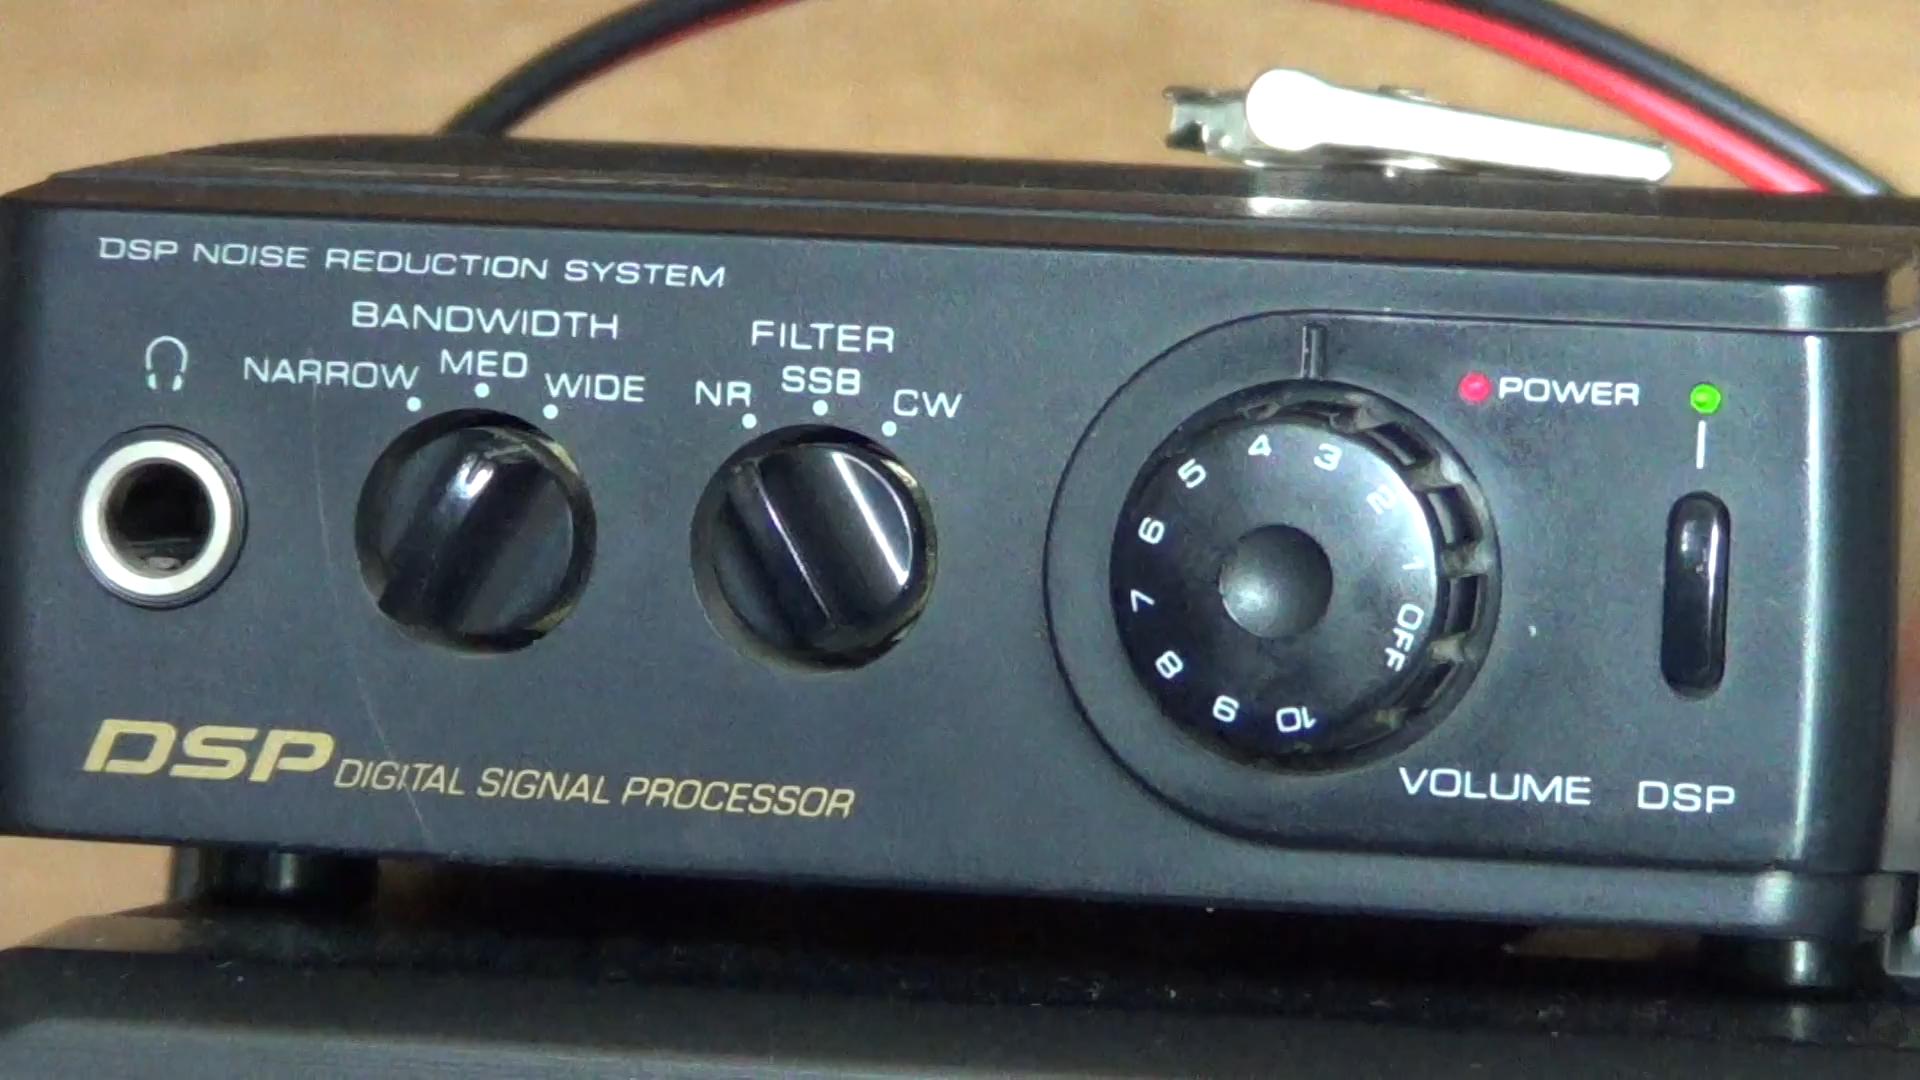 DSP NOISE REDUCTION SYSTEM
BANDWIDTH
NARROW MED WIDE
FILTER
NR SSB CW
POWER
OFF 1 2 3 4 5 6 7 8 9 10
VOLUME DSP
DSP DIGITAL SIGNAL PROCESSOR